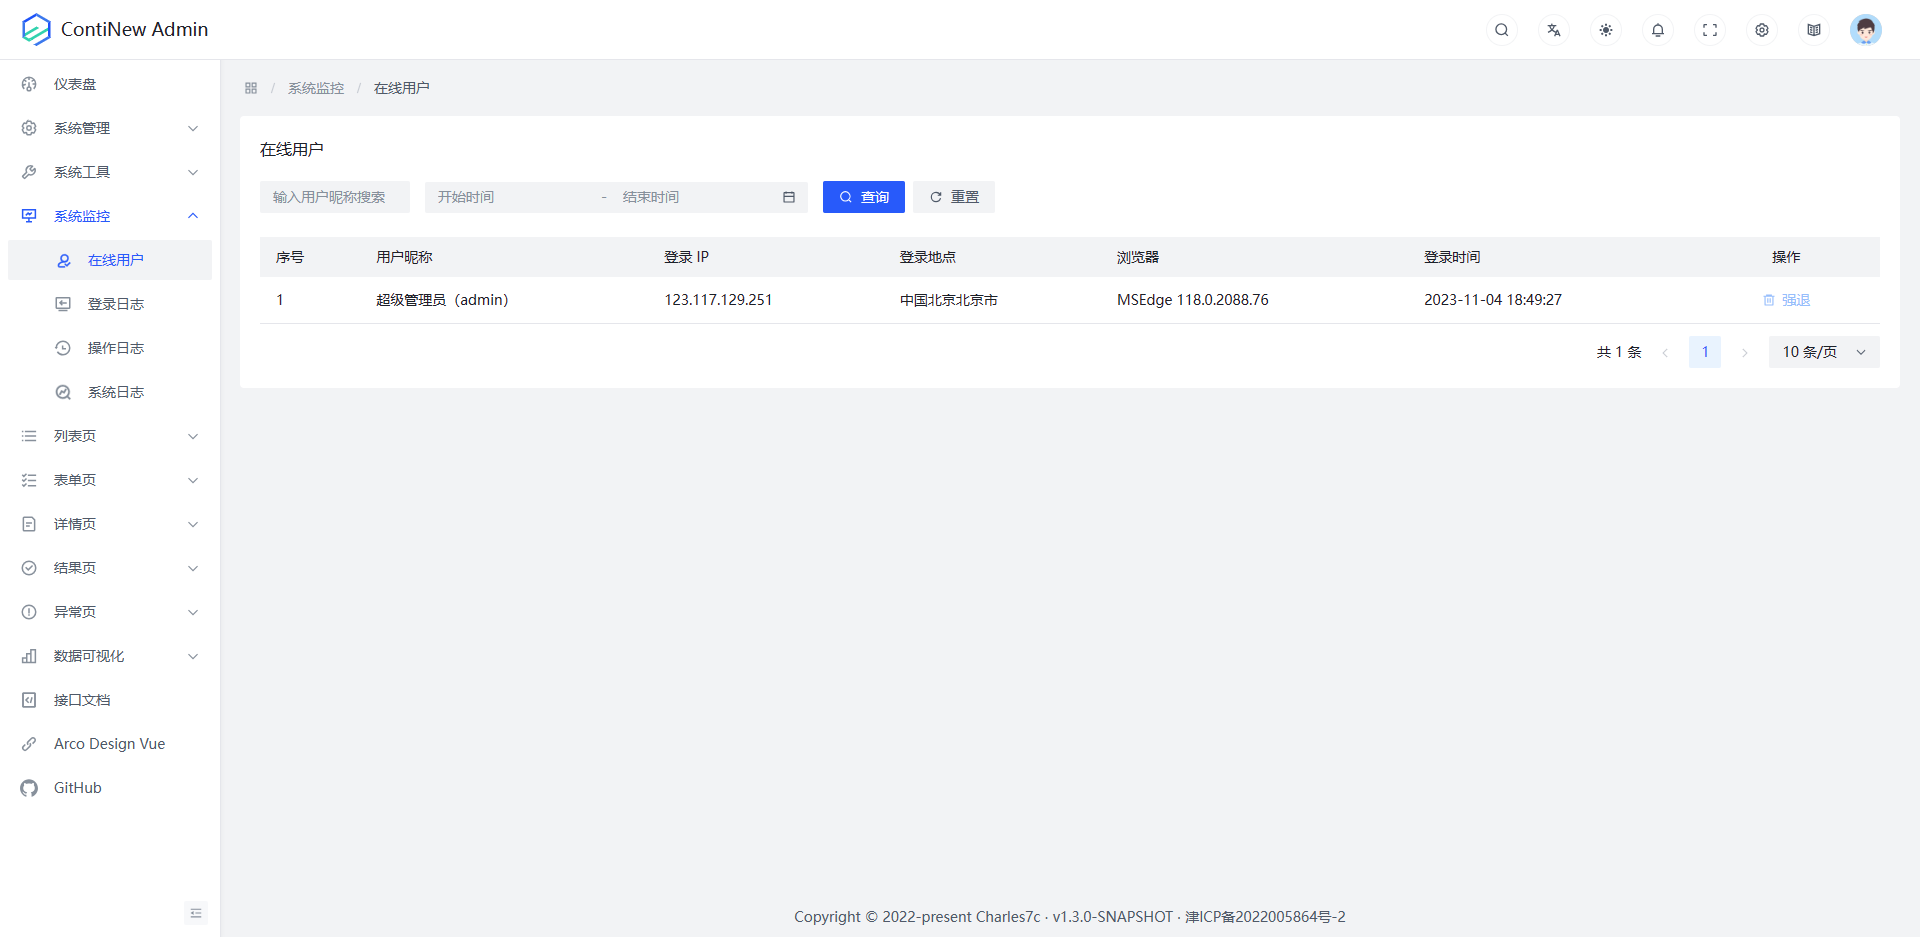 ContiNew Admin
仪表盘
系统管理
系统工具
系统监控
在线用户
登录日志
操作日志
系统日志
列表页
表单页
详情页
结果页
异常页
数据可视化
接口文档
Arco Design Vue
GitHub
/ 系统监控 / 在线用户
在线用户
输入用户昵称搜索 开始时间 - 结束时间 查询 重置
序号 用户昵称 登录 IP 登录地点 浏览器 登录时间 操作
1 超级管理员（admin） 123.117.129.251 中国北京北京市 MSEdge 118.0.2088.76 2023-11-04 18:49:27 强退
共 1 条 1 10 条/页
Copyright © 2022-present Charles7c · v1.3.0-SNAPSHOT · 津ICP备2022005864号-2